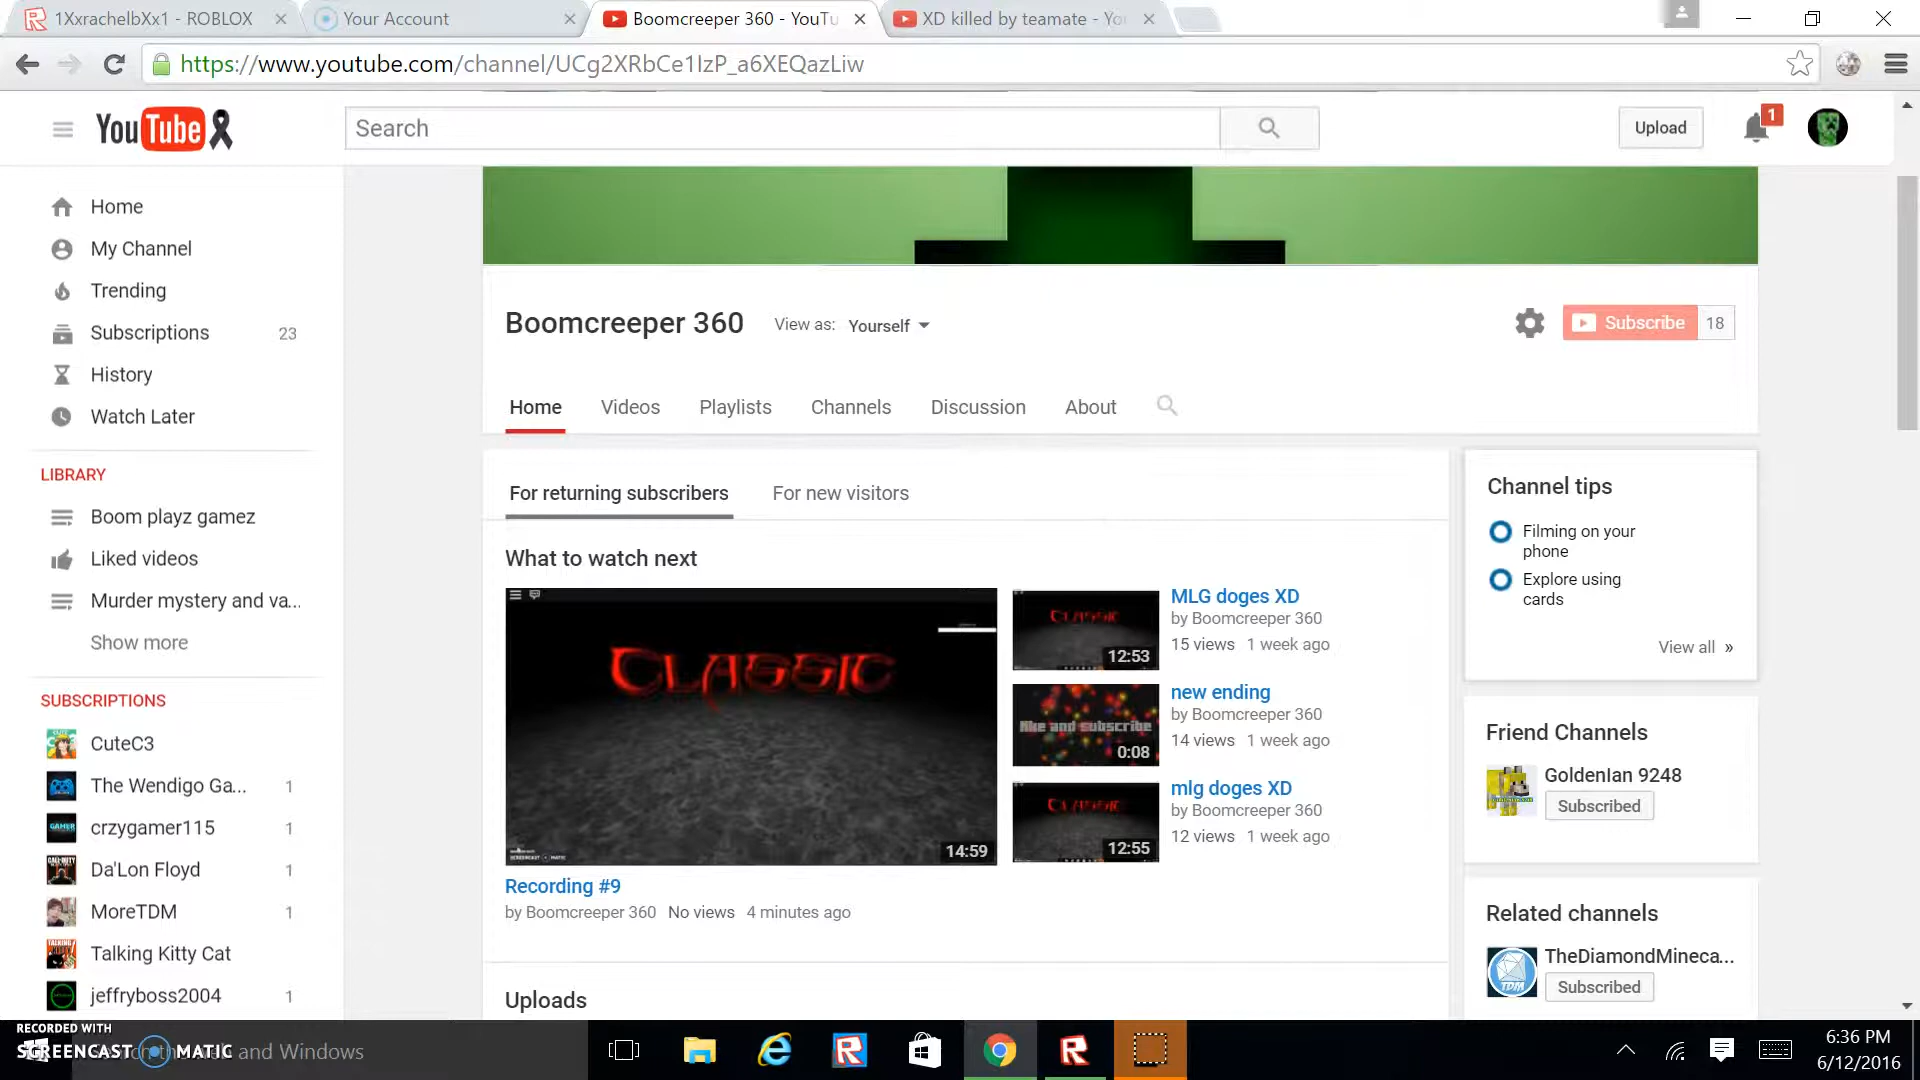 1XxrachelbXx1 - ROBLOX
Your Account
Boomcreeper 360 - YouTu
XD killed by teamate - Yo
https://www.youtube.com/channel/UCg2XRbCe1IzP_a6XEQazLiw
YouTube
Search
Upload
1
Home
My Channel
Trending
Subscriptions 23
History
Watch Later
LIBRARY
Boom playz gamez
Liked videos
Murder mystery and va...
Show more
SUBSCRIPTIONS
CuteC3
The Wendigo Ga... 1
crzygamer115 1
Da'Lon Floyd 1
MoreTDM 1
Talking Kitty Cat
jeffryboss2004 1
Boomcreeper 360
View as: Yourself
Subscribe 18
Home Videos Playlists Channels Discussion About
For returning subscribers For new visitors
What to watch next
CLASSIC
14:59
Recording #9
by Boomcreeper 360 No views 4 minutes ago
CLASSIC
12:53
MLG doges XD
by Boomcreeper 360
15 views 1 week ago
like and subscribe
0:08
new ending
by Boomcreeper 360
14 views 1 week ago
CLASSIC
12:55
mlg doges XD
by Boomcreeper 360
12 views 1 week ago
Uploads
Channel tips
Filming on your
phone
Explore using
cards
View all »
Friend Channels
GoldenIan 9248
Subscribed
Related channels
TheDiamondMineca...
TDM
Subscribed
RECORDED WITH
SCREENCAST MATIC
and Windows
6:36 PM
6/12/2016